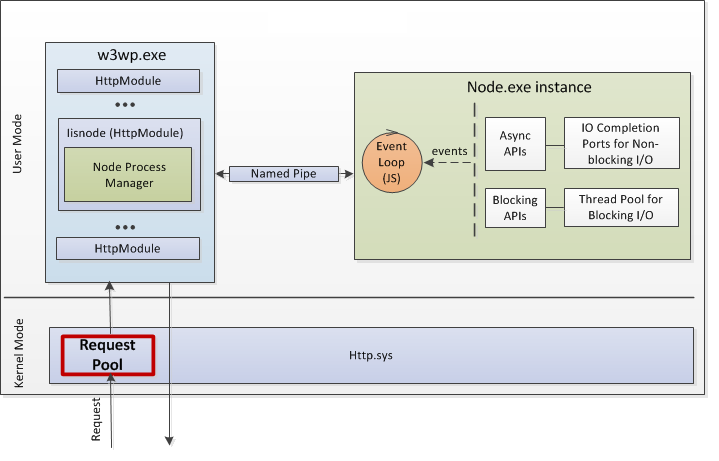 User Mode
w3wp.exe
HttpModule
•••
Iisnode (HttpModule)
Node Process
Manager
•••
HttpModule
Named Pipe
Node.exe instance
Event
Loop
(JS)
events
Async
APIs
IO Completion
Ports for Non-
blocking I/O
Blocking
APIs
Thread Pool for
Blocking I/O
Kernel Mode
Request
Pool
Http.sys
Request